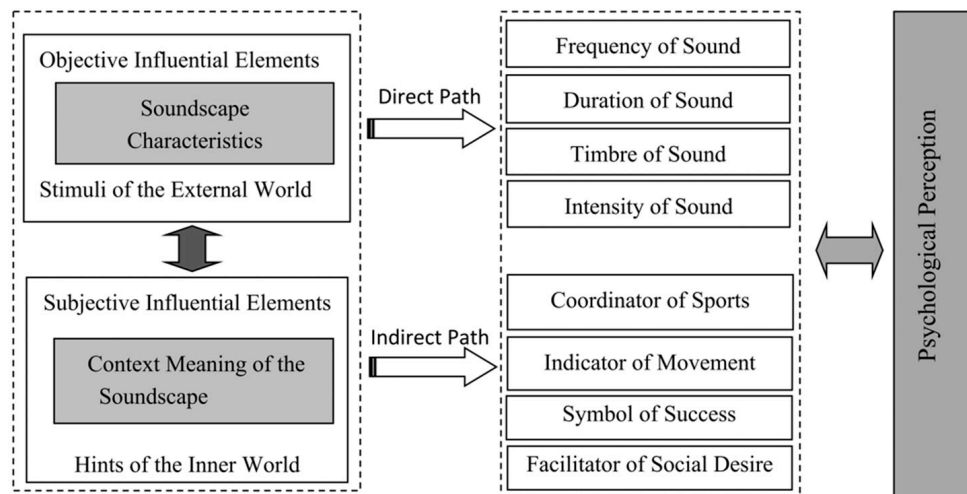 Objective Influential Elements
Soundscape
Characteristics
Stimuli of the External World
Subjective Influential Elements
Context Meaning of the
Soundscape
Hints of the Inner World
Direct Path
Indirect Path
Frequency of Sound
Duration of Sound
Timbre of Sound
Intensity of Sound
Coordinator of Sports
Indicator of Movement
Symbol of Success
Facilitator of Social Desire
Psychological Perception